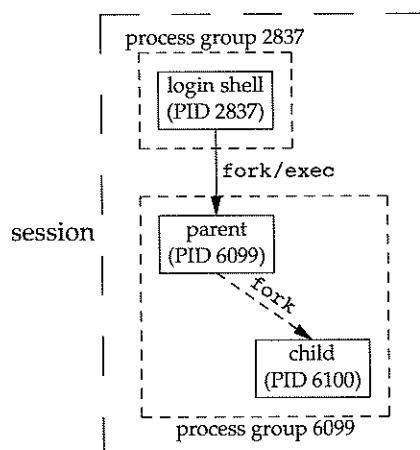 process group 2837
login shell
(PID 2837)
fork/exec
session
parent
(PID 6099)
fork
child
(PID 6100)
process group 6099